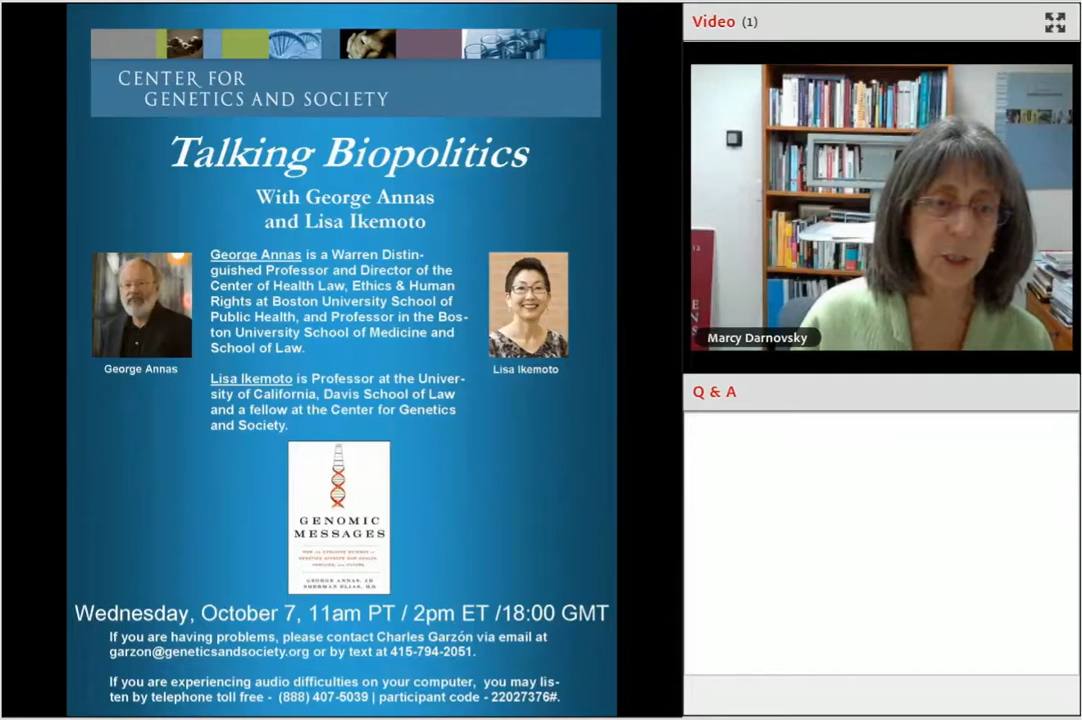 CENTER FOR
GENETICS AND SOCIETY
Talking Biopolitics
With George Annas
and Lisa Ikemoto
George Annas is a Warren Distin-
guished Professor and Director of the
Center of Health Law, Ethics & Human
Rights at Boston University School of
Public Health, and Professor in the Bos-
ton University School of Medicine and
School of Law.
George Annas
Lisa Ikemoto
Lisa Ikemoto is Professor at the Univer-
sity of California, Davis School of Law
and a fellow at the Center for Genetics
and Society.
GENOMIC
MESSAGES
GEORGE ANNAS, JD
SHERMAN ELIAS, M.D.
Wednesday, October 7, 11am PT / 2pm ET /18:00 GMT
If you are having problems, please contact Charles Garzón via email at
garzon@geneticsandsociety.org or by text at 415-794-2051.
If you are experiencing audio difficulties on your computer, you may lis-
ten by telephone toll free - (888) 407-5039 | participant code - 22027376#.
Video (1)
Marcy Darnovsky
Q & A